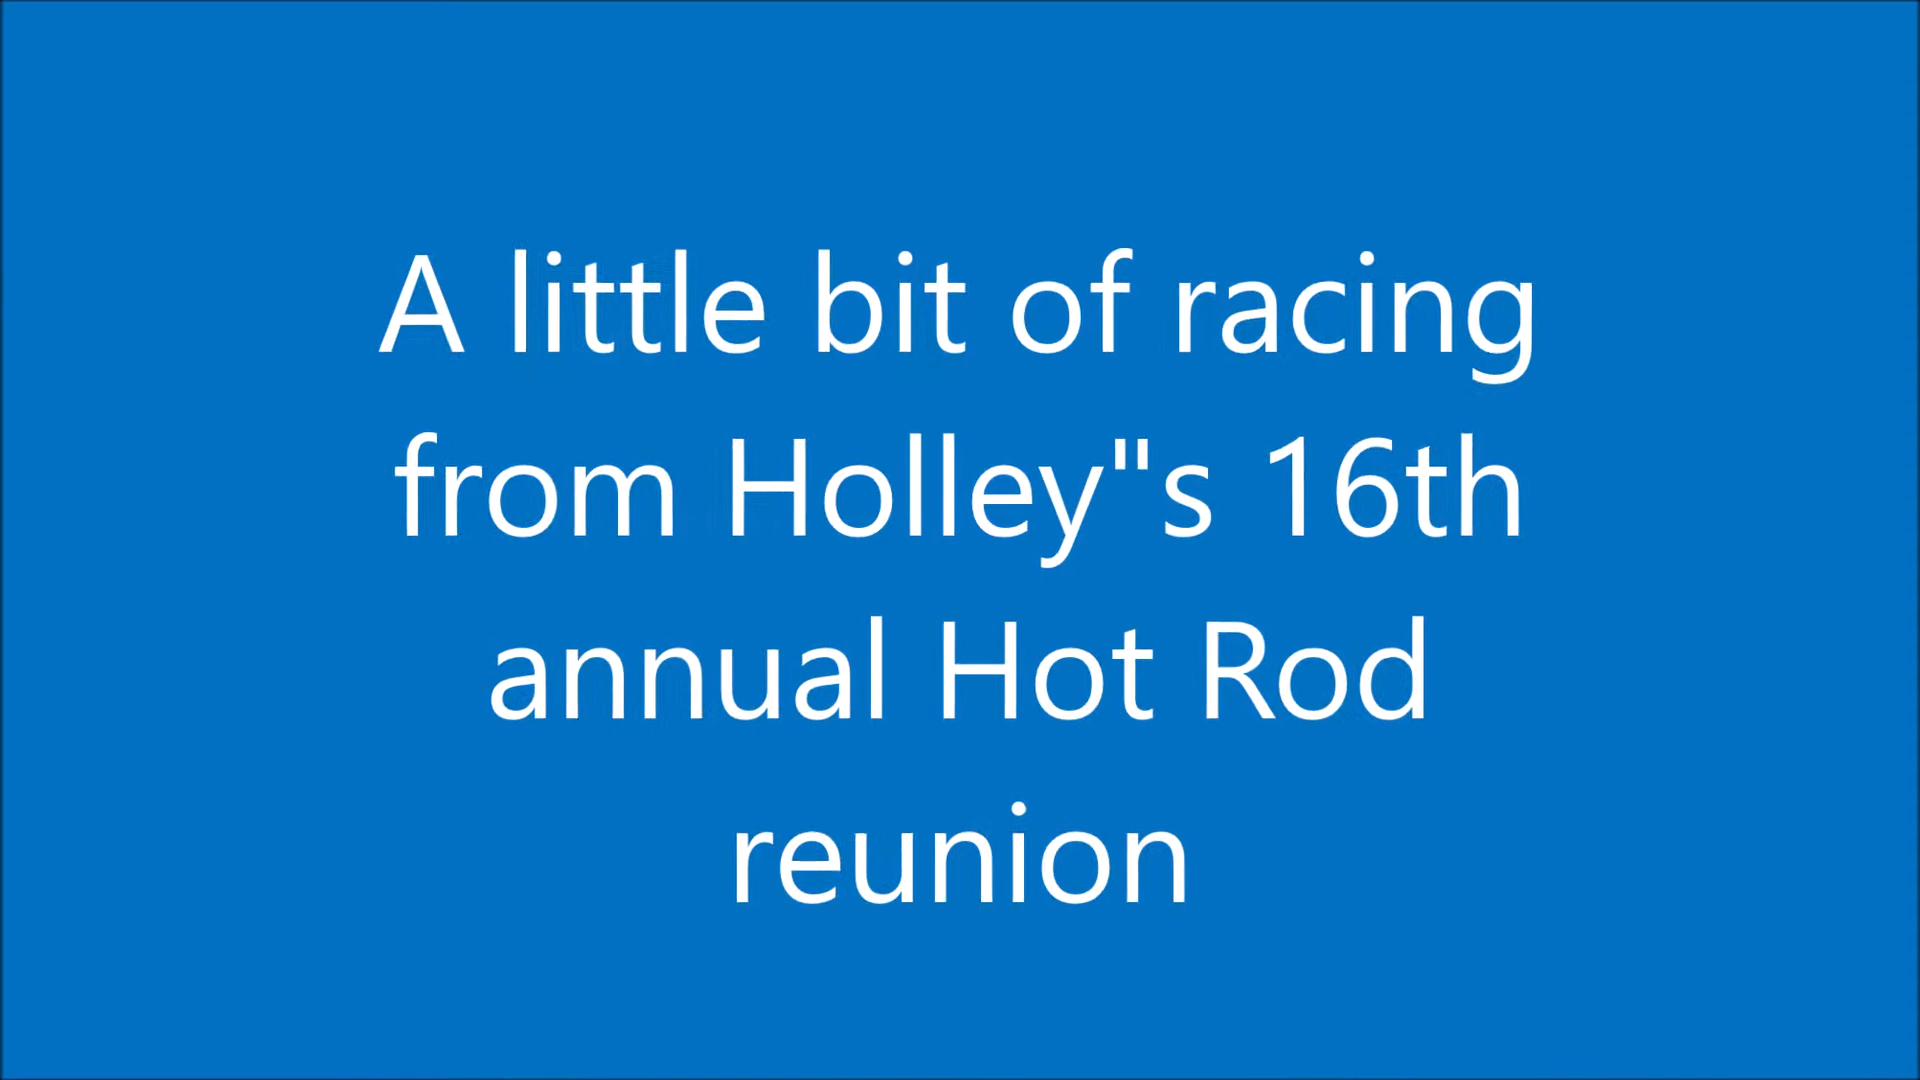 A little bit of racing
from Holley"s 16th
annual Hot Rod
reunion